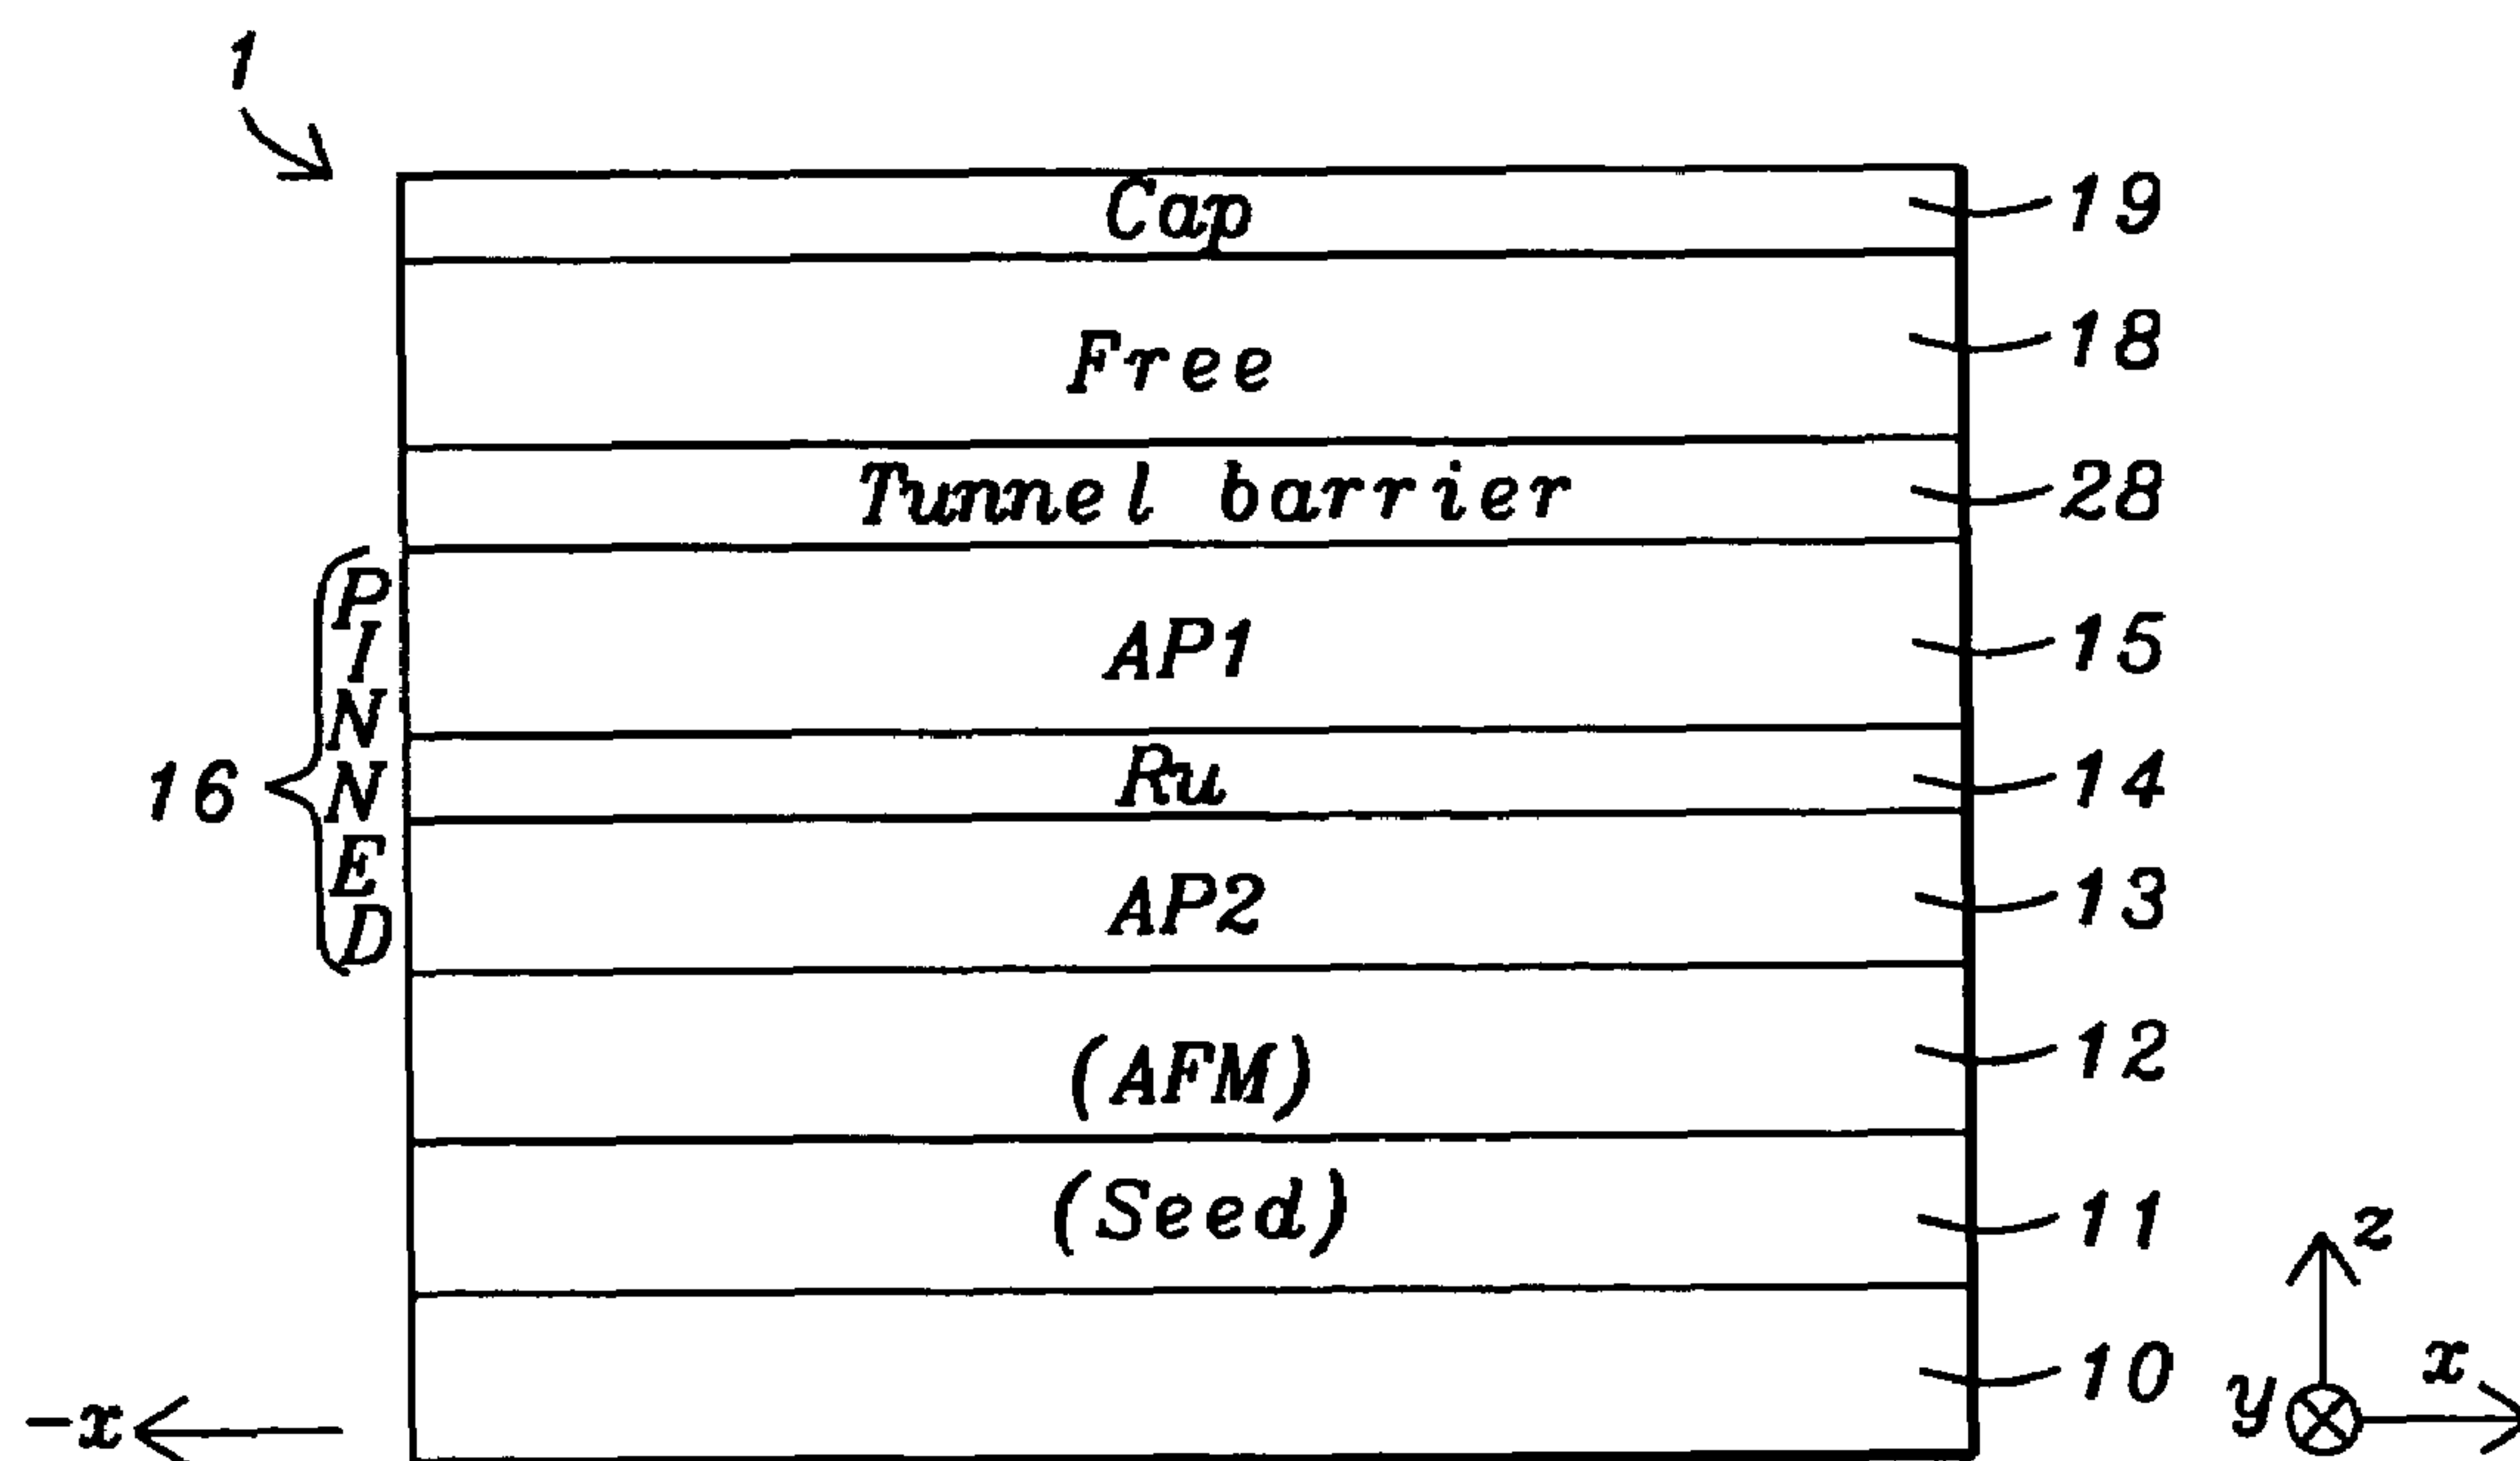 1
Cap 19
Free 18
Tunnel barrier 28
AP1 15
Ru 14
AP2 13
16 PINNED
(AFM) 12
(Seed) 11
10
-x
z
y
x